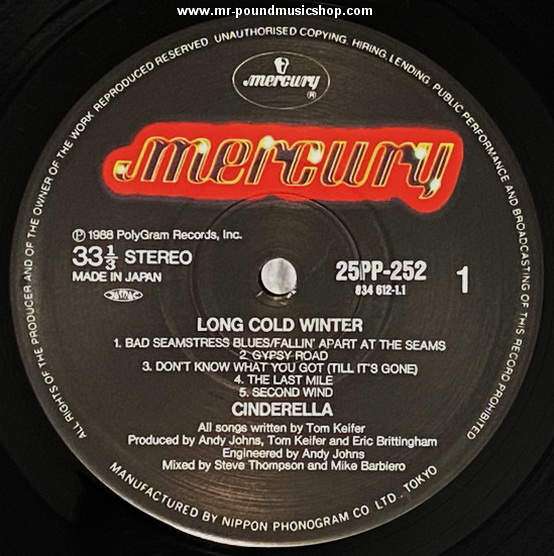 www.mr-poundmusicshop.com
ALL RIGHTS OF THE PRODUCER AND OF THE OWNER OF THE WORK REPRODUCED RESERVED. UNAUTHORISED COPYING, HIRING, LENDING, PUBLIC PERFORMANCE AND BROADCASTING OF THIS RECORD PROHIBITED
mercury
®
mercury
℗ 1988 PolyGram Records, Inc.
33 1/3 STEREO
MADE IN JAPAN
JASRAC
25PP-252
834 612-1.1
1
LONG COLD WINTER
1. BAD SEAMSTRESS BLUES/FALLIN' APART AT THE SEAMS
2. GYPSY ROAD
3. DON'T KNOW WHAT YOU GOT (TILL IT'S GONE)
4. THE LAST MILE
5. SECOND WIND
CINDERELLA
All songs written by Tom Keifer
Produced by Andy Johns, Tom Keifer and Eric Brittingham
Engineered by Andy Johns
Mixed by Steve Thompson and Mike Barbiero
MANUFACTURED BY NIPPON PHONOGRAM CO LTD., TOKYO